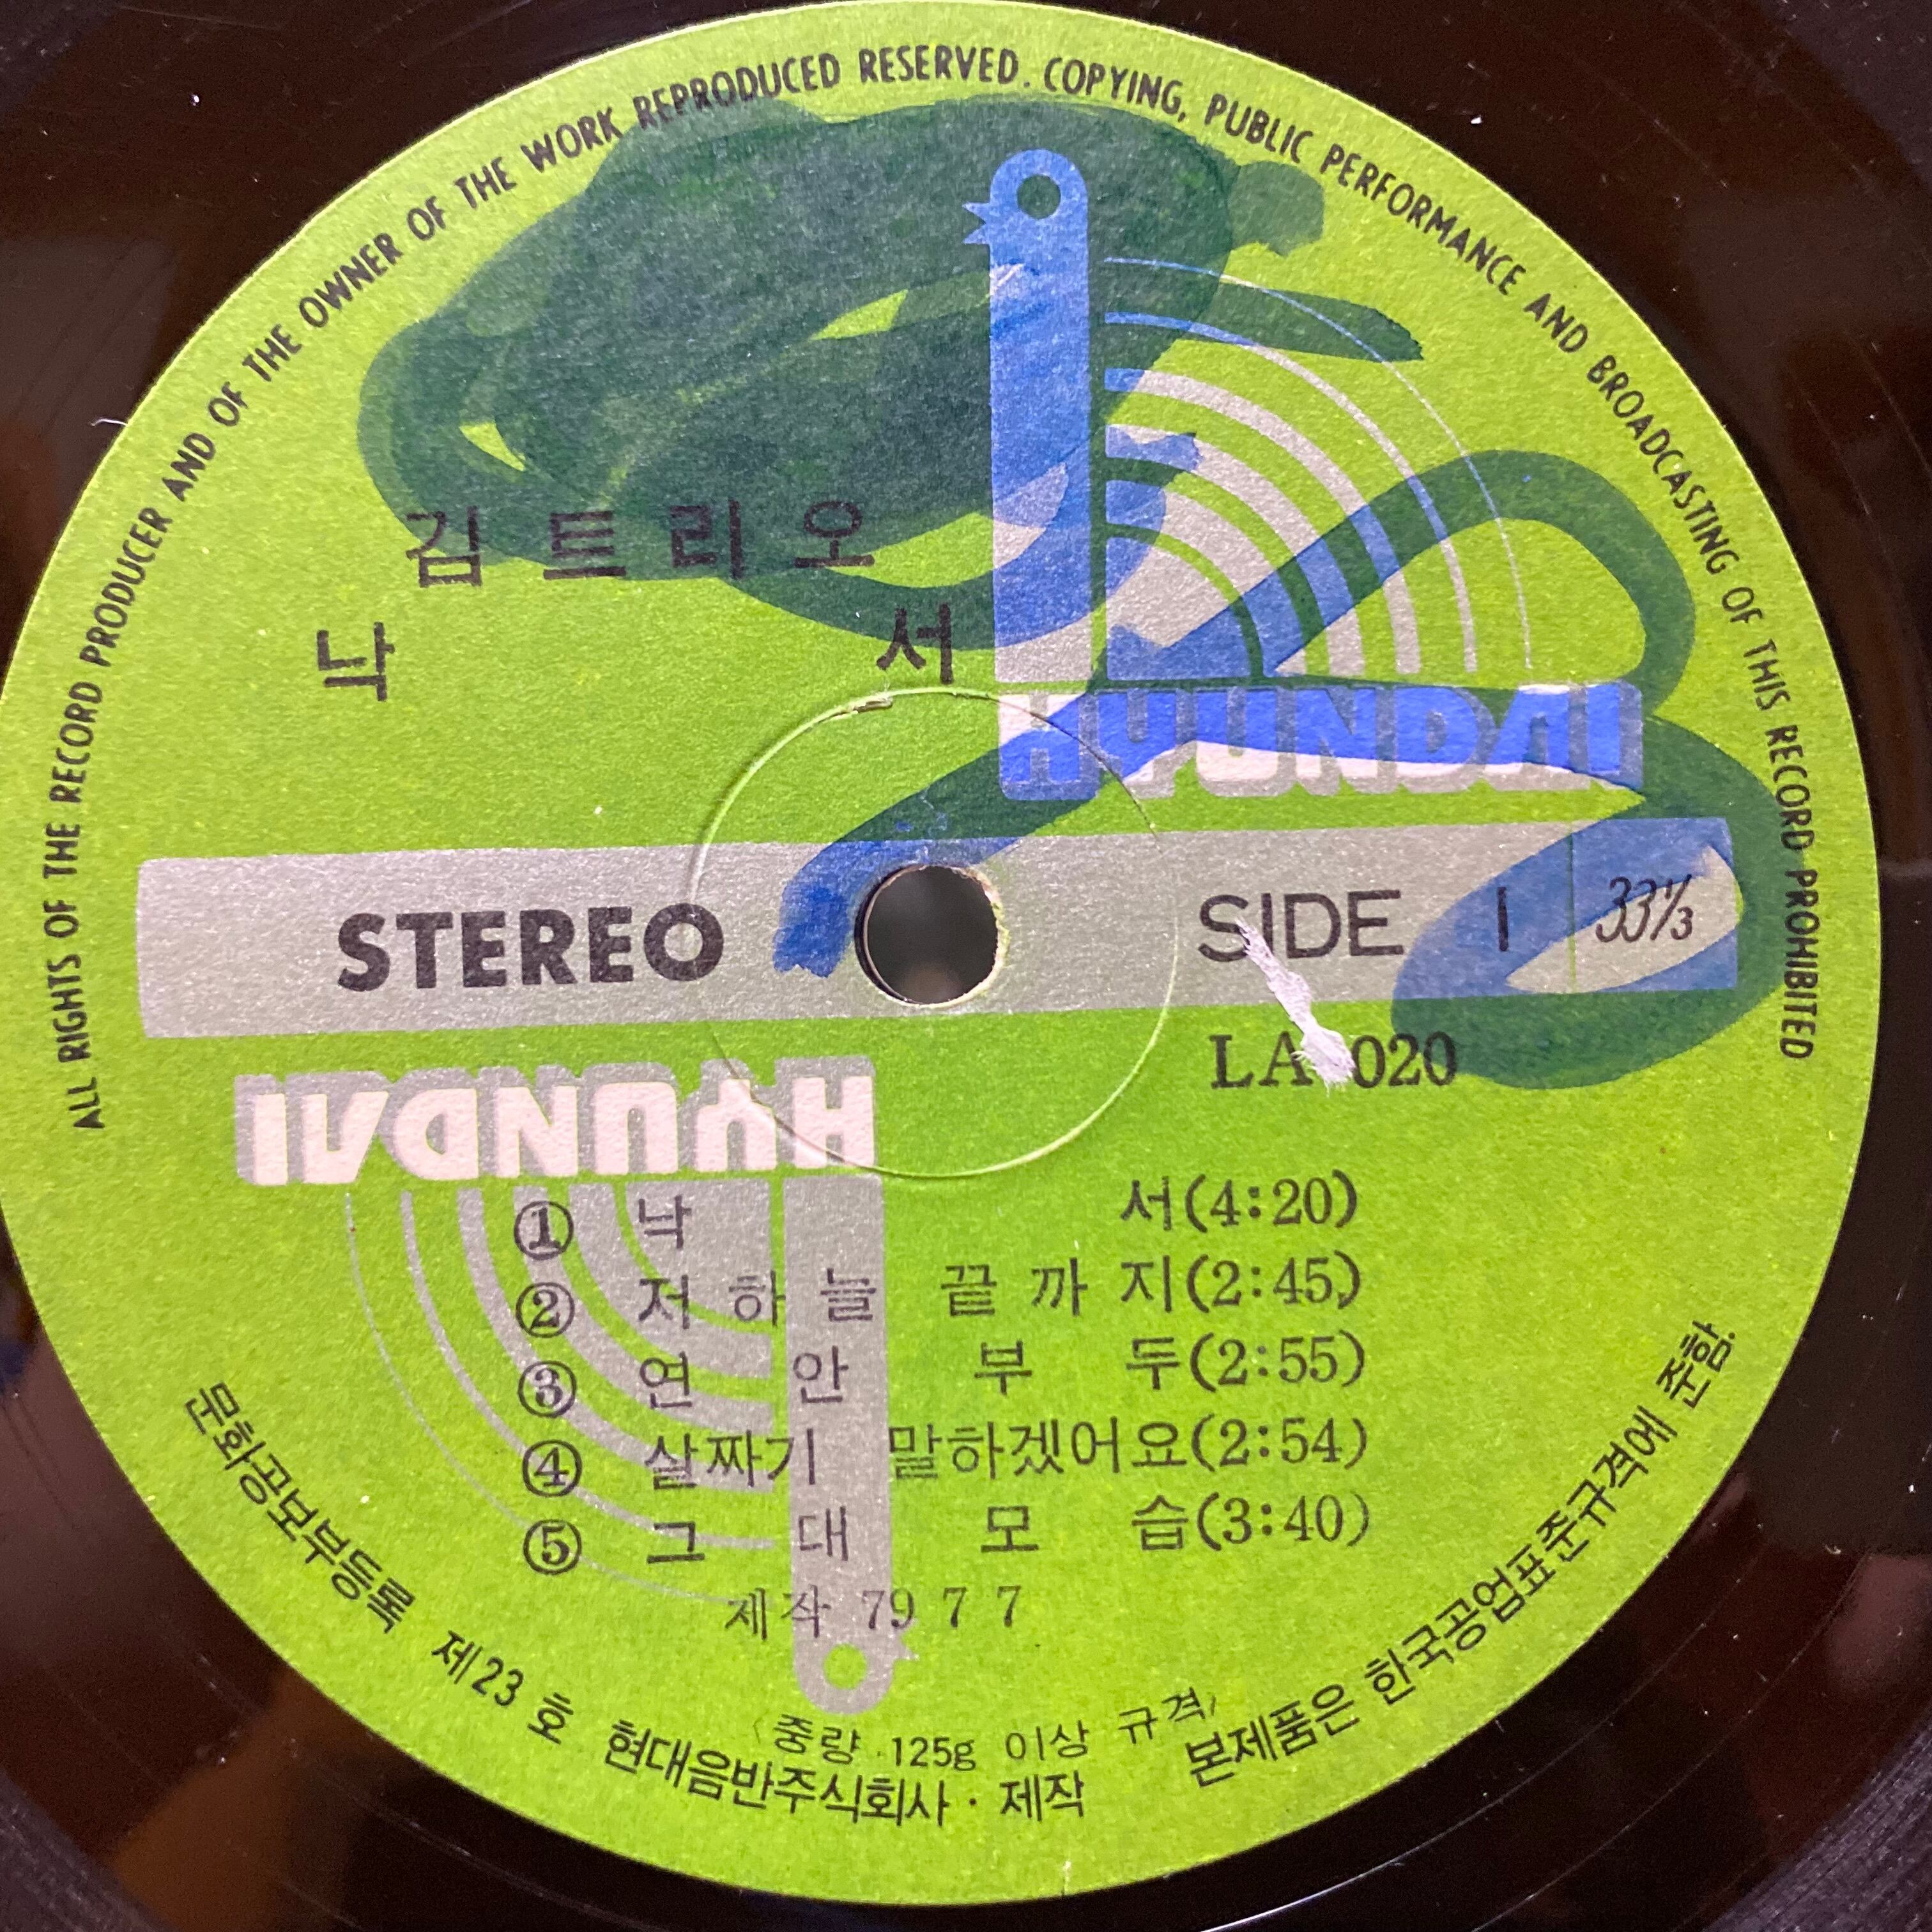 ALL RIGHTS OF THE RECORD PRODUCER AND OF THE OWNER OF THE WORK REPRODUCED RESERVED. COPYING, PUBLIC PERFORMANCE AND BROADCASTING OF THIS RECORD PROHIBITED
김트리오
낙 서
HYUNDAI
STEREO
SIDE 1 33⅓
LA 020
HYUNDAI
① 낙 서(4:20)
② 저 하 늘 끝 까 지(2:45)
③ 연 안 부 두(2:55)
④ 살짜기 말하겠어요(2:54)
⑤ 그 대 모 습(3:40)
제작 79 7 7
(중량 125g 이상 규격)
문화공보부등록 제23호 현대음반주식회사·제작 본제품은 한국공업표준규격에 준함.